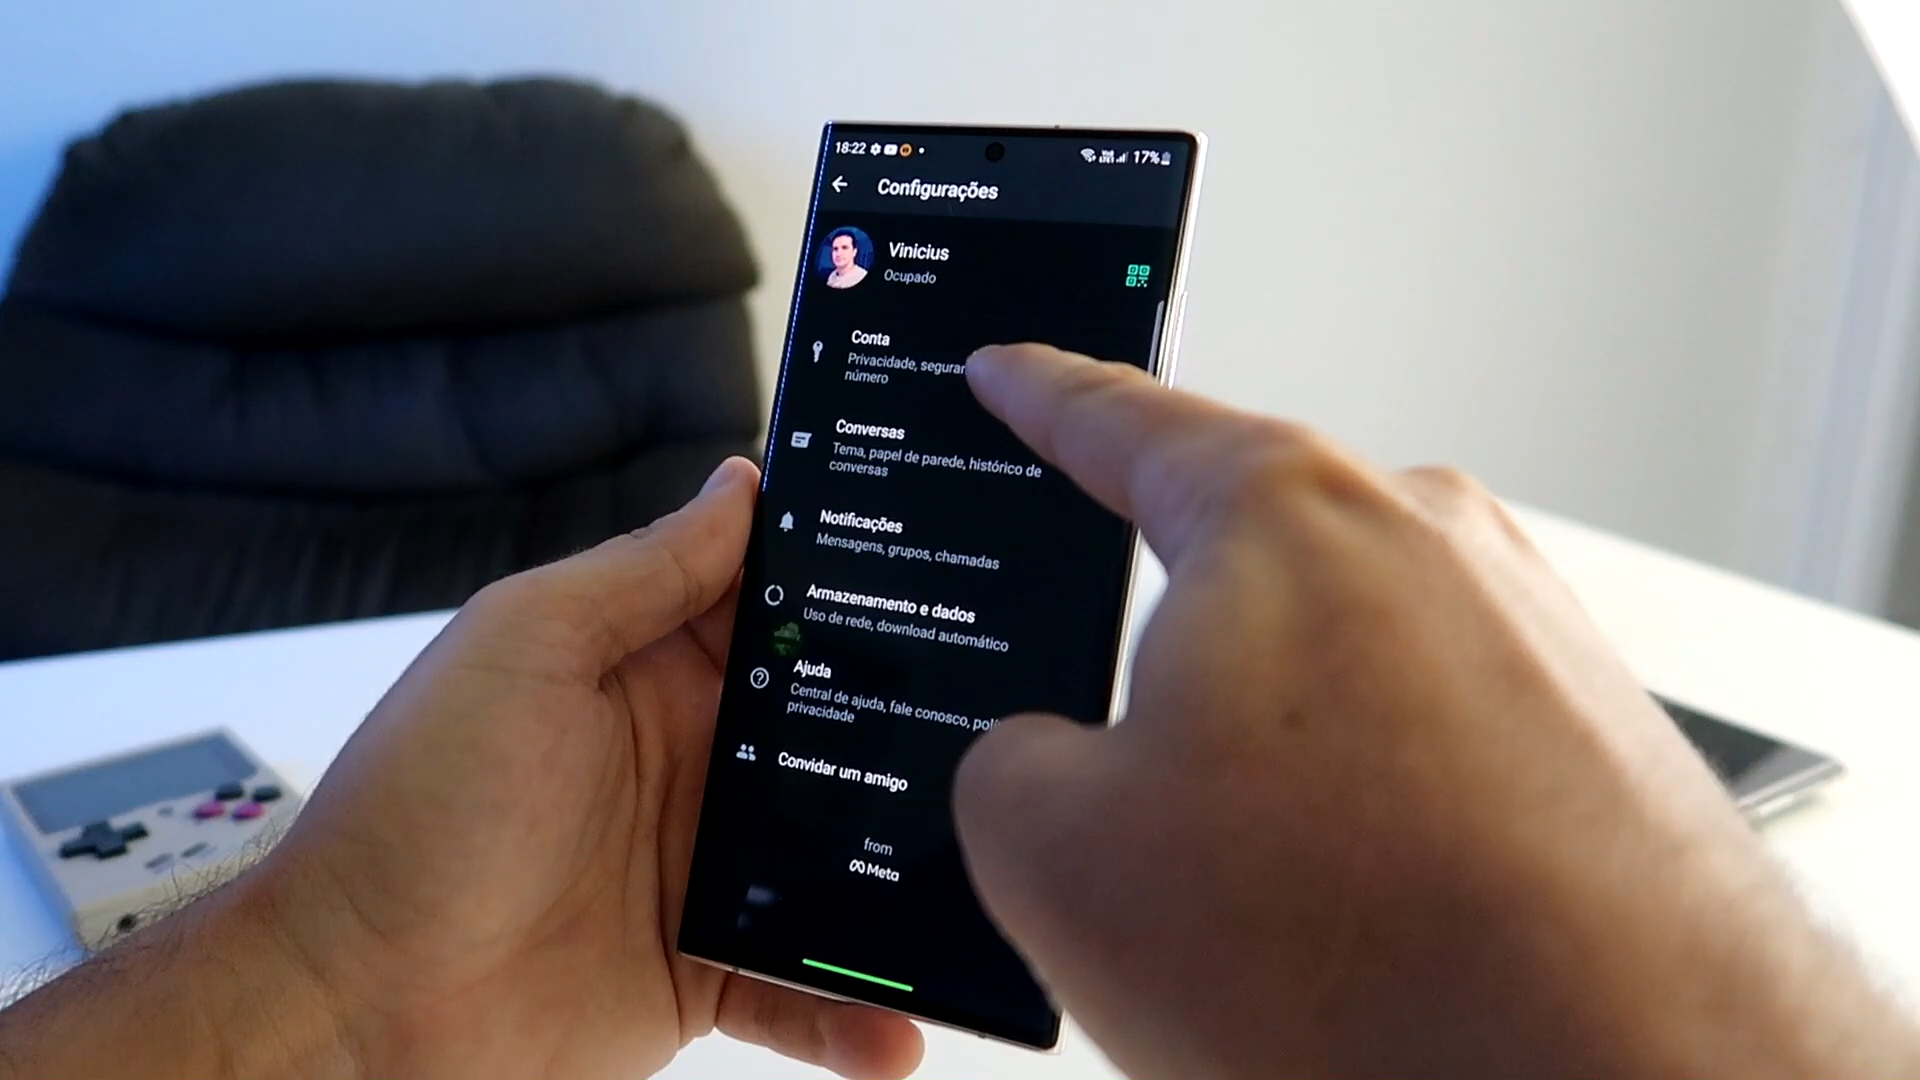 18:22
17%
Configurações
Vinicius
Ocupado
Conta
Privacidade,
número
Conversas
Tema, papel de parede, histórico de
conversas
Notificações
Mensagens, grupos, chamadas
Armazenamento e dados
Uso de rede, download automático
Ajuda
Central de ajuda, fale conosco,
privacidade
Convidar um amigo
from
Meta